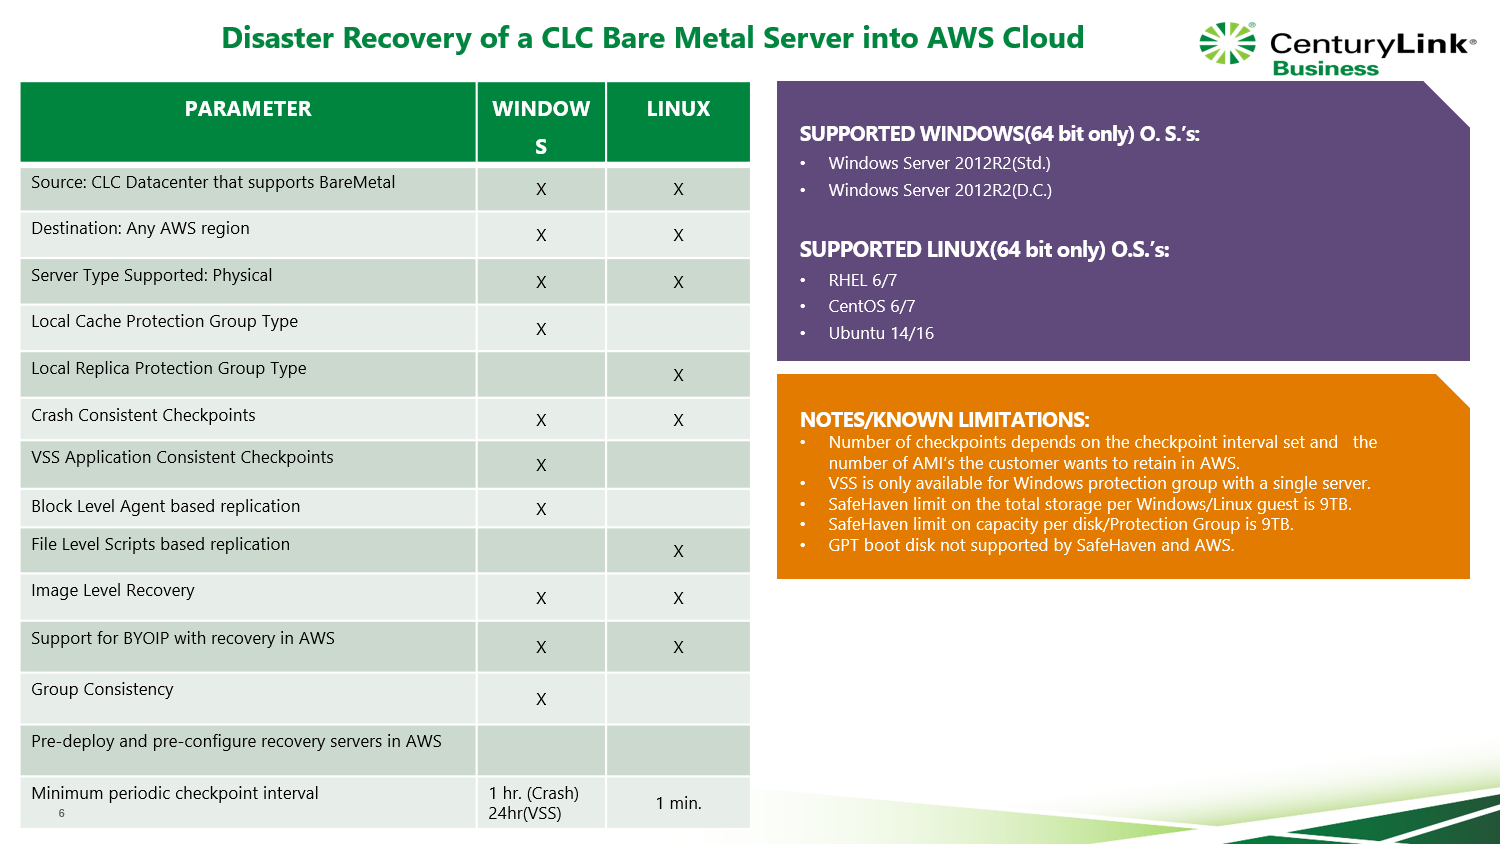 Disaster Recovery of a CLC Bare Metal Server into AWS Cloud
CenturyLink®
Business
PARAMETER WINDOW LINUX
S
Source: CLC Datacenter that supports BareMetal X X
Destination: Any AWS region X X
Server Type Supported: Physical X X
Local Cache Protection Group Type X
Local Replica Protection Group Type X
Crash Consistent Checkpoints X X
VSS Application Consistent Checkpoints X
Block Level Agent based replication X
File Level Scripts based replication X
Image Level Recovery X X
Support for BYOIP with recovery in AWS X X
Group Consistency X
Pre-deploy and pre-configure recovery servers in AWS
Minimum periodic checkpoint interval 1 hr. (Crash) 1 min.
24hr(VSS)
6
SUPPORTED WINDOWS(64 bit only) O. S.’s:
• Windows Server 2012R2(Std.)
• Windows Server 2012R2(D.C.)
SUPPORTED LINUX(64 bit only) O.S.’s:
• RHEL 6/7
• CentOS 6/7
• Ubuntu 14/16
NOTES/KNOWN LIMITATIONS:
• Number of checkpoints depends on the checkpoint interval set and the
number of AMI’s the customer wants to retain in AWS.
• VSS is only available for Windows protection group with a single server.
• SafeHaven limit on the total storage per Windows/Linux guest is 9TB.
• SafeHaven limit on capacity per disk/Protection Group is 9TB.
• GPT boot disk not supported by SafeHaven and AWS.